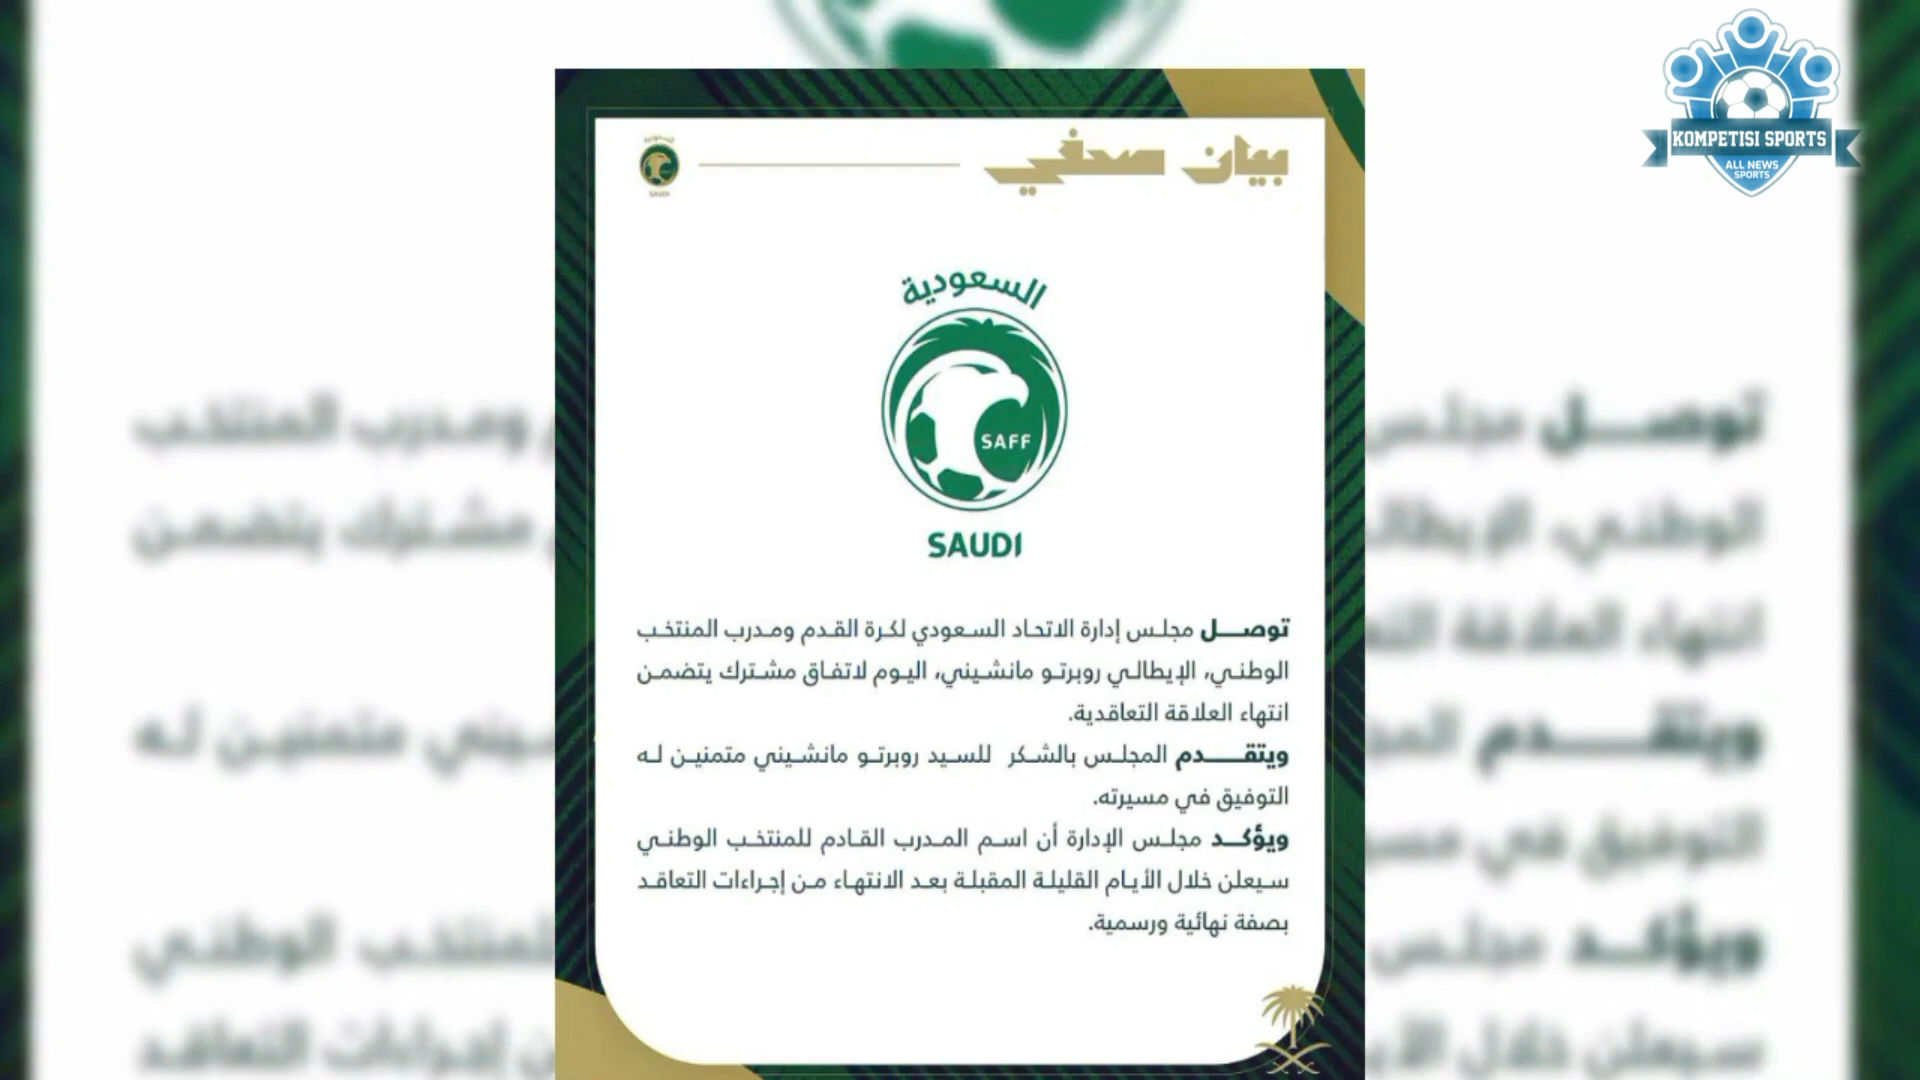 KOMPETISI SPORTS
ALL NEWS
SPORTS
بيان صحفي
السعودية
SAUDI
السعودية
SAFF
SAUDI
توصل مجلس إدارة الاتحاد السعودي لكرة القدم ومدرب المنتخب
الوطني، الإيطالي روبرتو مانشيني، اليوم لاتفاق مشترك يتضمن
انتهاء العلاقة التعاقدية.
ويتقدم المجلس بالشكر للسيد روبرتو مانشيني متمنين له
التوفيق في مسيرته.
ويؤكد مجلس الإدارة أن اسم المدرب القادم للمنتخب الوطني
سيعلن خلال الأيام القليلة المقبلة بعد الانتهاء من إجراءات التعاقد
بصفة نهائية ورسمية.